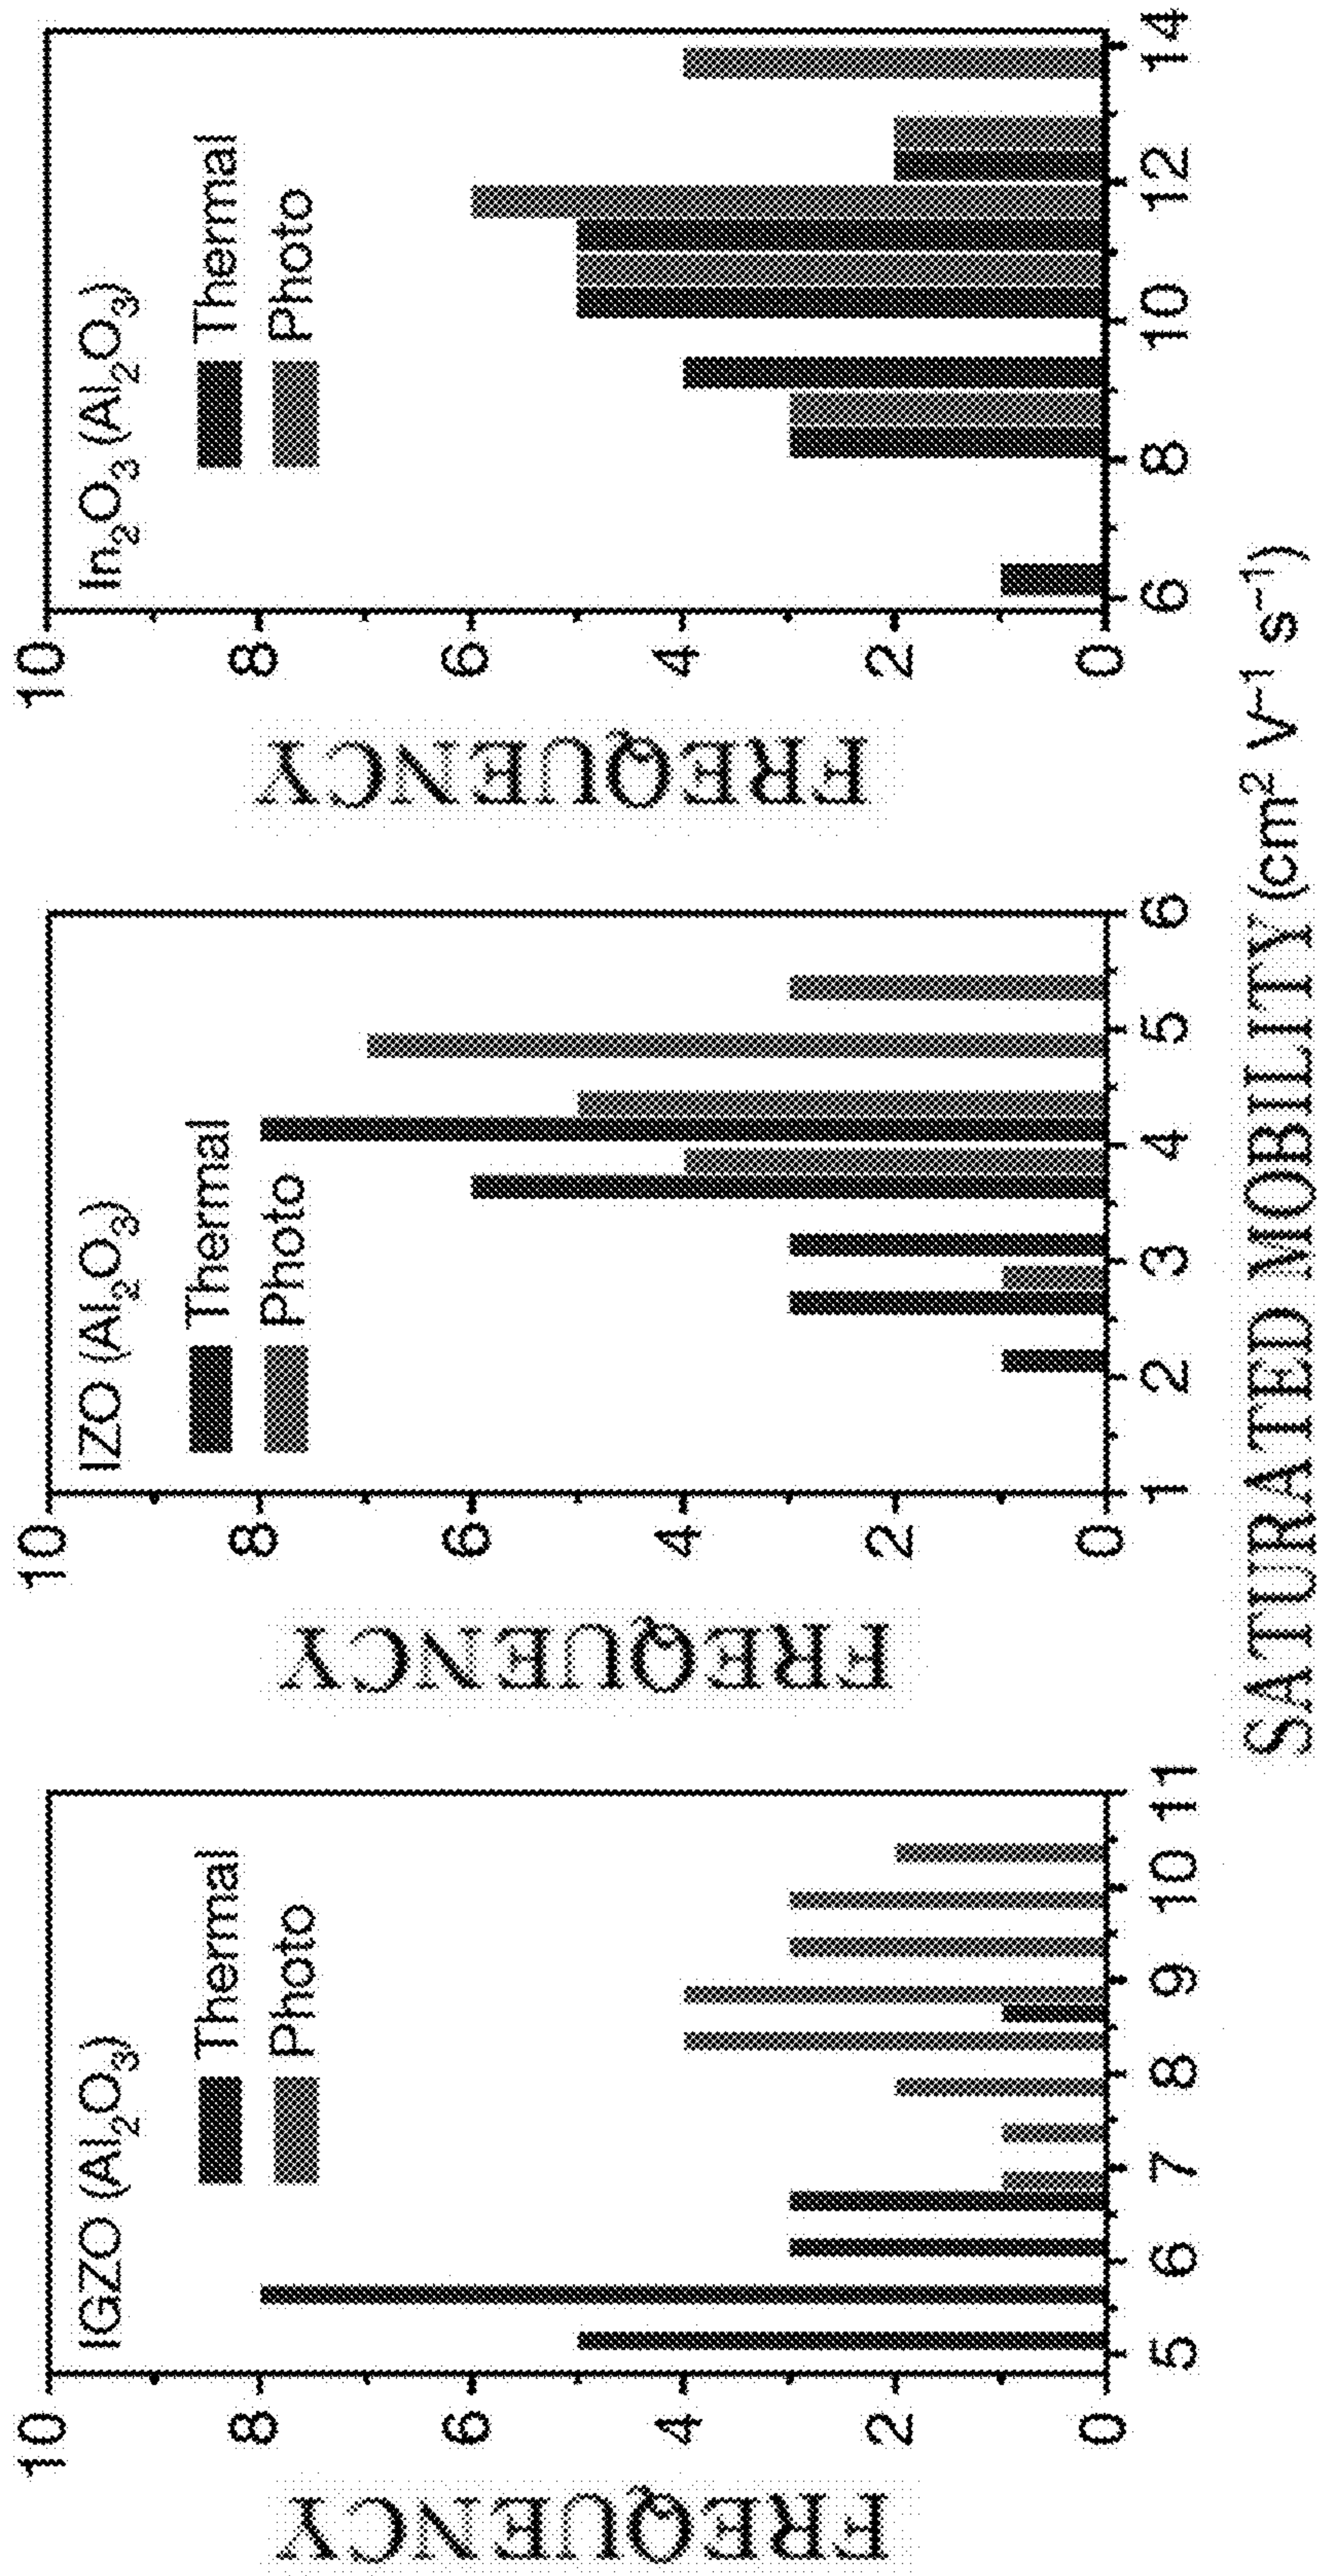 FREQUENCY
10
8
6
4
2
0
IGZO (Al₂O₃)
Thermal
Photo
5 6 7 8 9 10 11
FREQUENCY
10
8
6
4
2
0
IZO (Al₂O₃)
Thermal
Photo
1 2 3 4 5 6
FREQUENCY
10
8
6
4
2
0
In₂O₃ (Al₂O₃)
Thermal
Photo
6 8 10 12 14
SATURATED MOBILITY (cm² V⁻¹ s⁻¹)